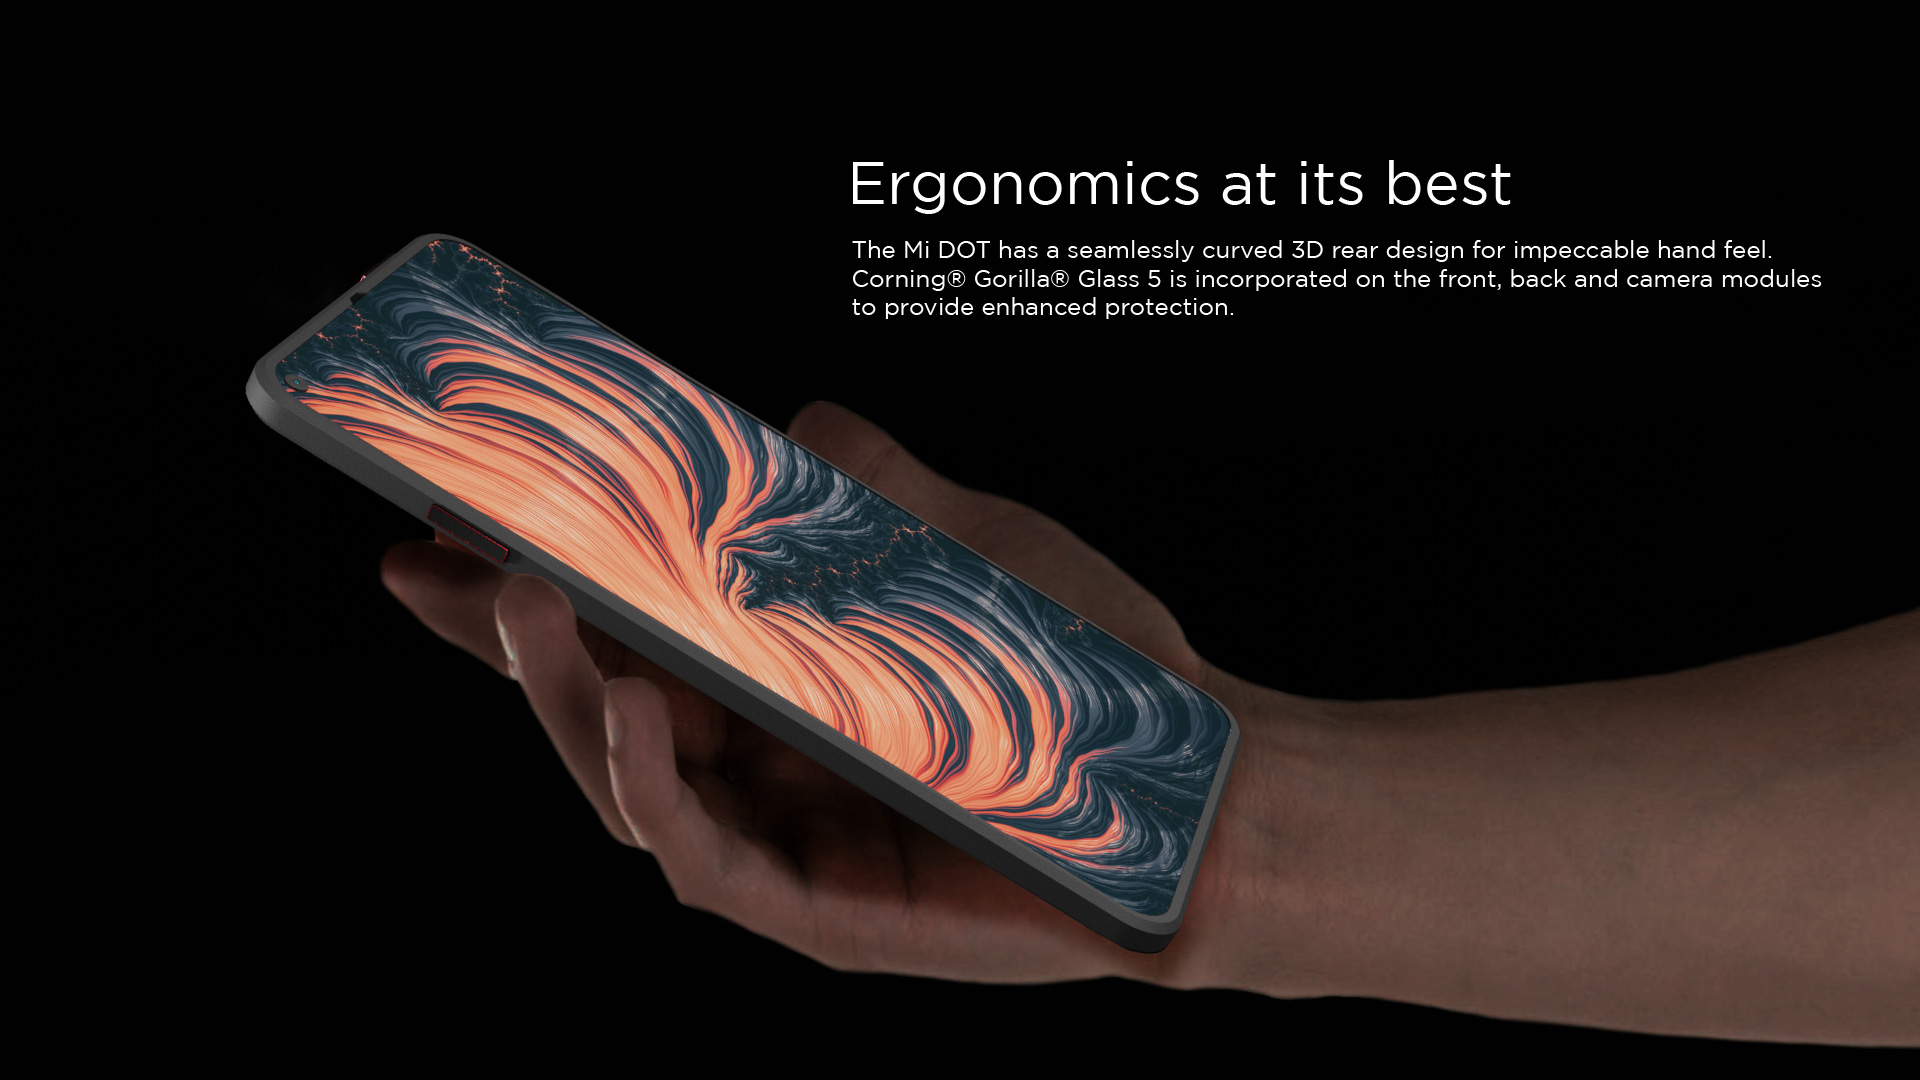 Ergonomics at its best
The Mi DOT has a seamlessly curved 3D rear design for impeccable hand feel.
Corning® Gorilla® Glass 5 is incorporated on the front, back and camera modules
to provide enhanced protection.